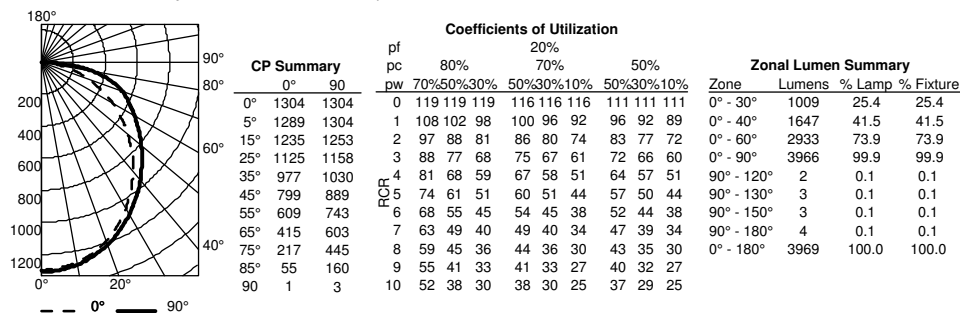 180°
90°
80°
60°
40°
200
400
600
800
1000
1200
0° 20°
0° 90°
CP Summary
0° 90
0° 1304 1304
5° 1289 1304
15° 1235 1253
25° 1125 1158
35° 977 1030
45° 799 889
55° 609 743
65° 415 603
75° 217 445
85° 55 160
90 1 3
Coefficients of Utilization
pf 20%
pc 80% 70% 50%
pw 70%50%30% 50%30%10% 50%30%10%
RCR
0 119 119 119 116 116 116 111 111 111
1 108 102 98 100 96 92 96 92 89
2 97 88 81 86 80 74 83 77 72
3 88 77 68 75 67 61 72 66 60
4 81 68 59 67 58 51 64 57 51
5 74 61 51 60 51 44 57 50 44
6 68 55 45 54 45 38 52 44 38
7 63 49 40 49 40 34 47 39 34
8 59 45 36 44 36 30 43 35 30
9 55 41 33 41 33 27 40 32 27
10 52 38 30 38 30 25 37 29 25
Zonal Lumen Summary
Zone Lumens % Lamp % Fixture
0° - 30° 1009 25.4 25.4
0° - 40° 1647 41.5 41.5
0° - 60° 2933 73.9 73.9
0° - 90° 3966 99.9 99.9
90° - 120° 2 0.1 0.1
90° - 130° 3 0.1 0.1
90° - 150° 3 0.1 0.1
90° - 180° 4 0.1 0.1
0° - 180° 3969 100.0 100.0